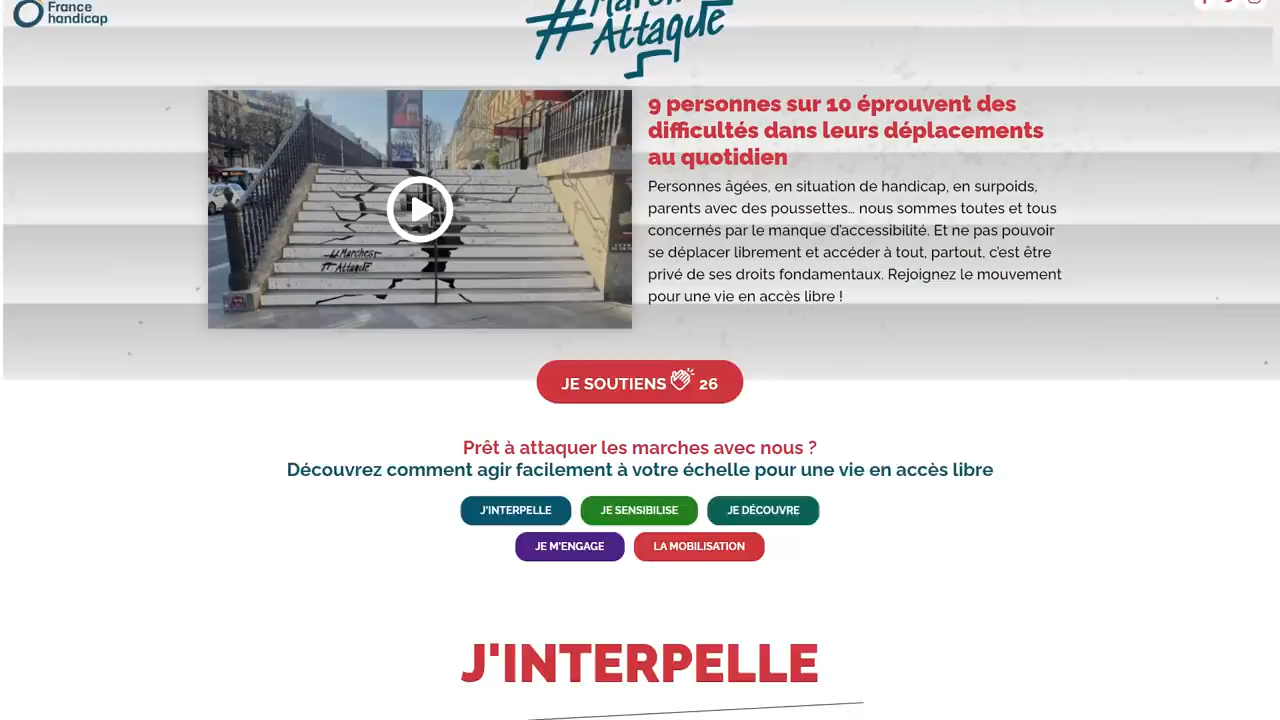 France
handicap
#Marches
Attaque
9 personnes sur 10 éprouvent des
difficultés dans leurs déplacements
au quotidien
#Marches
Attaque
Personnes âgées, en situation de handicap, en surpoids,
parents avec des poussettes... nous sommes toutes et tous
concernés par le manque d'accessibilité. Et ne pas pouvoir
se déplacer librement et accéder à tout, partout, c'est être
privé de ses droits fondamentaux. Rejoignez le mouvement
pour une vie en accès libre !
JE SOUTIENS 26
Prêt à attaquer les marches avec nous ?
Découvrez comment agir facilement à votre échelle pour une vie en accès libre
J'INTERPELLE JE SENSIBILISE JE DÉCOUVRE
JE M'ENGAGE LA MOBILISATION
J'INTERPELLE